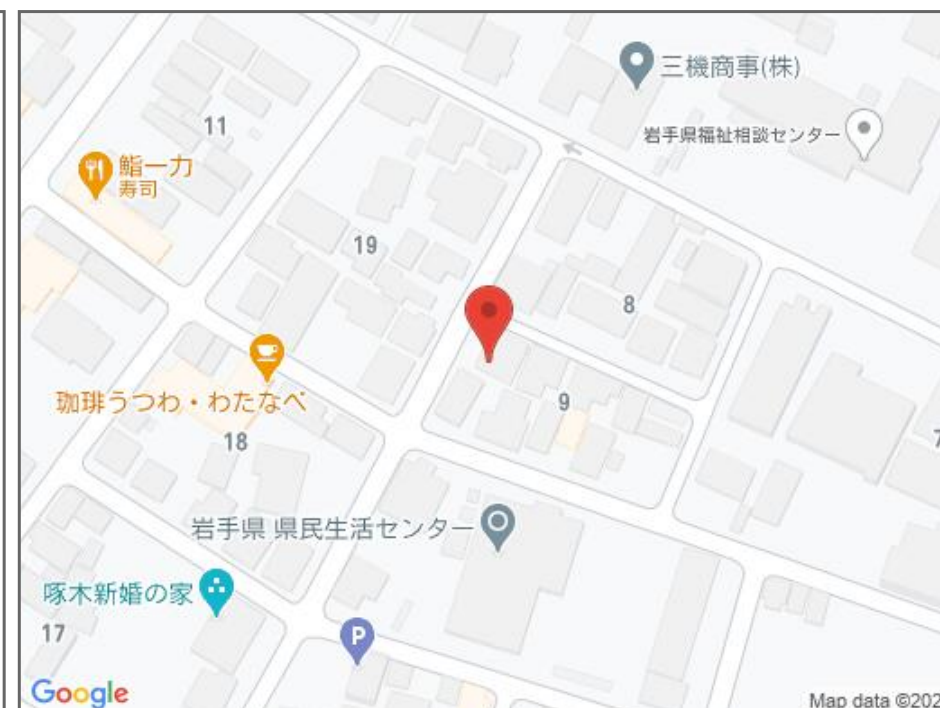 三機商事(株)
11
岩手県福祉相談センター
鮨一力
寿司
19
8
珈琲うつわ・わたなべ
9
18
7
岩手県 県民生活センター
啄木新婚の家
17
P
Google
Map data ©202